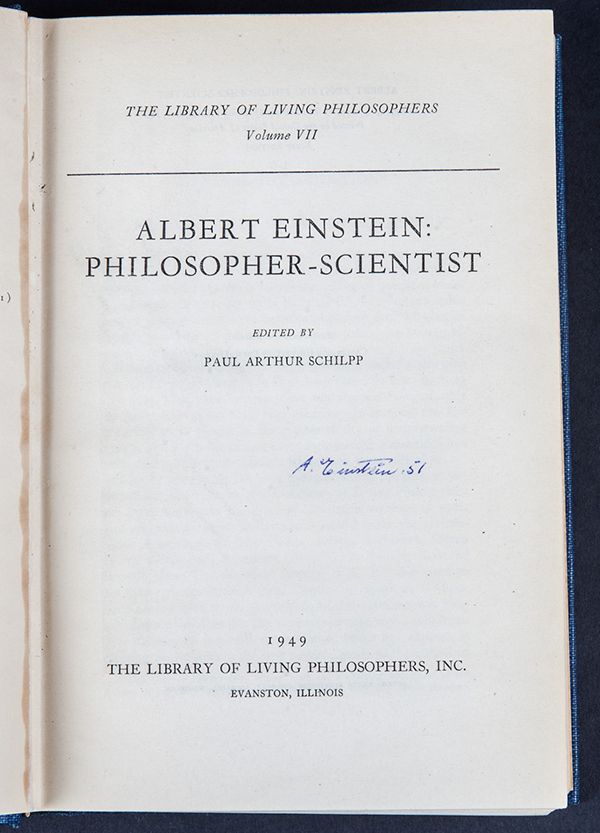 THE LIBRARY OF LIVING PHILOSOPHERS
Volume VII
ALBERT EINSTEIN:
PHILOSOPHER-SCIENTIST
EDITED BY
PAUL ARTHUR SCHILPP
A. Einstein. 51
1949
THE LIBRARY OF LIVING PHILOSOPHERS, INC.
EVANSTON, ILLINOIS